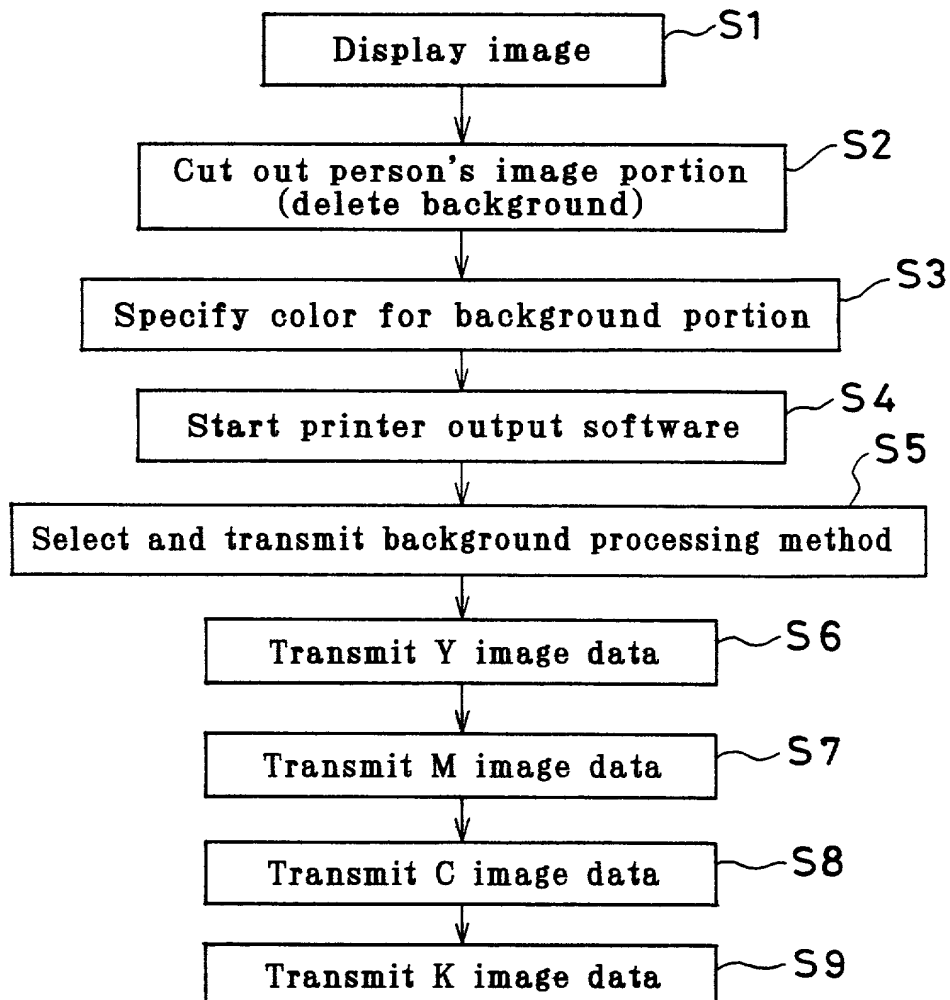 Display image
S1
Cut out person's image portion
(delete background)
S2
Specify color for background portion
S3
Start printer output software
S4
Select and transmit background processing method
S5
Transmit Y image data
S6
Transmit M image data
S7
Transmit C image data
S8
Transmit K image data
S9